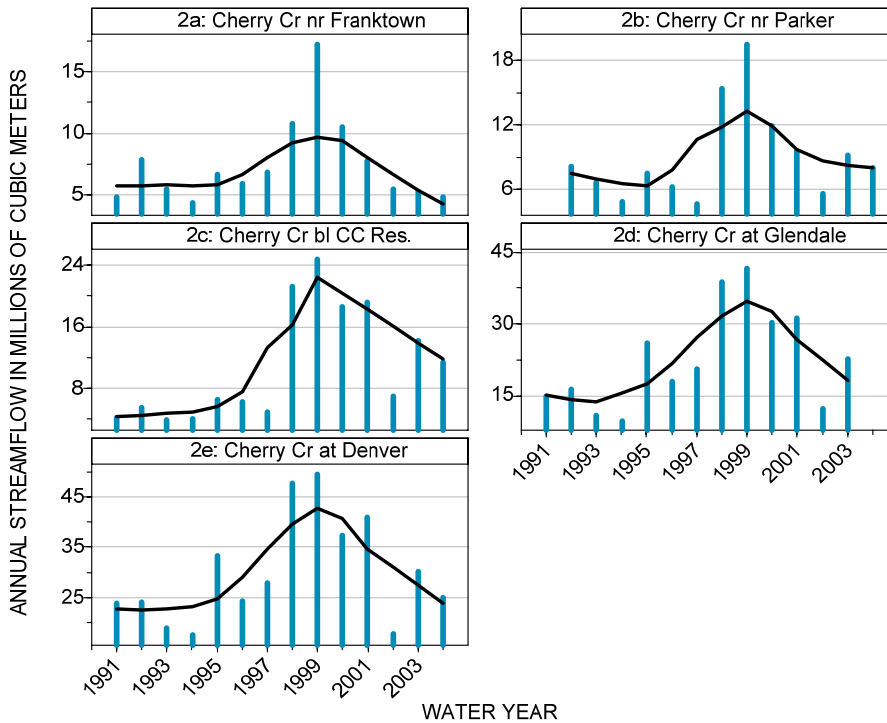 ANNUAL STREAMFLOW IN MILLIONS OF CUBIC METERS
2a: Cherry Cr nr Franktown
15
10
5
2b: Cherry Cr nr Parker
18
12
6
2c: Cherry Cr bl CC Res.
24
16
8
2d: Cherry Cr at Glendale
45
30
15
1991 1993 1995 1997 1999 2001 2003
2e: Cherry Cr at Denver
45
35
25
1991 1993 1995 1997 1999 2001 2003
WATER YEAR